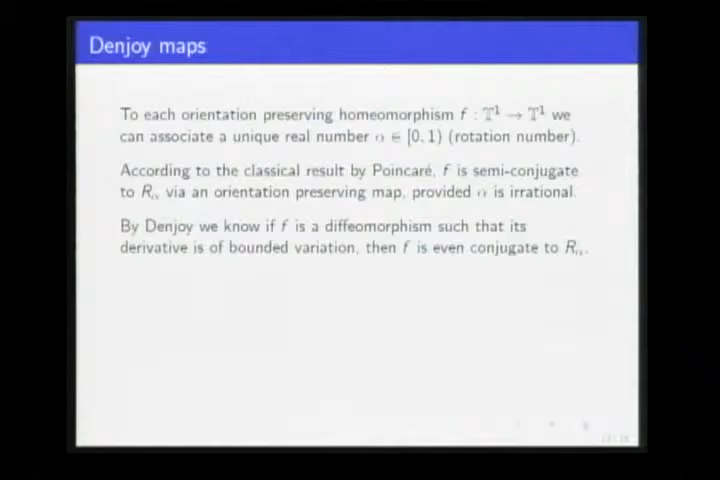 Denjoy maps
To each orientation preserving homeomorphism f : 𝕋¹ → 𝕋¹ we
can associate a unique real number α ∈ [0, 1) (rotation number).
According to the classical result by Poincaré, f is semi-conjugate
to Rα via an orientation preserving map, provided α is irrational.
By Denjoy we know if f is a diffeomorphism such that its
derivative is of bounded variation, then f is even conjugate to Rα.